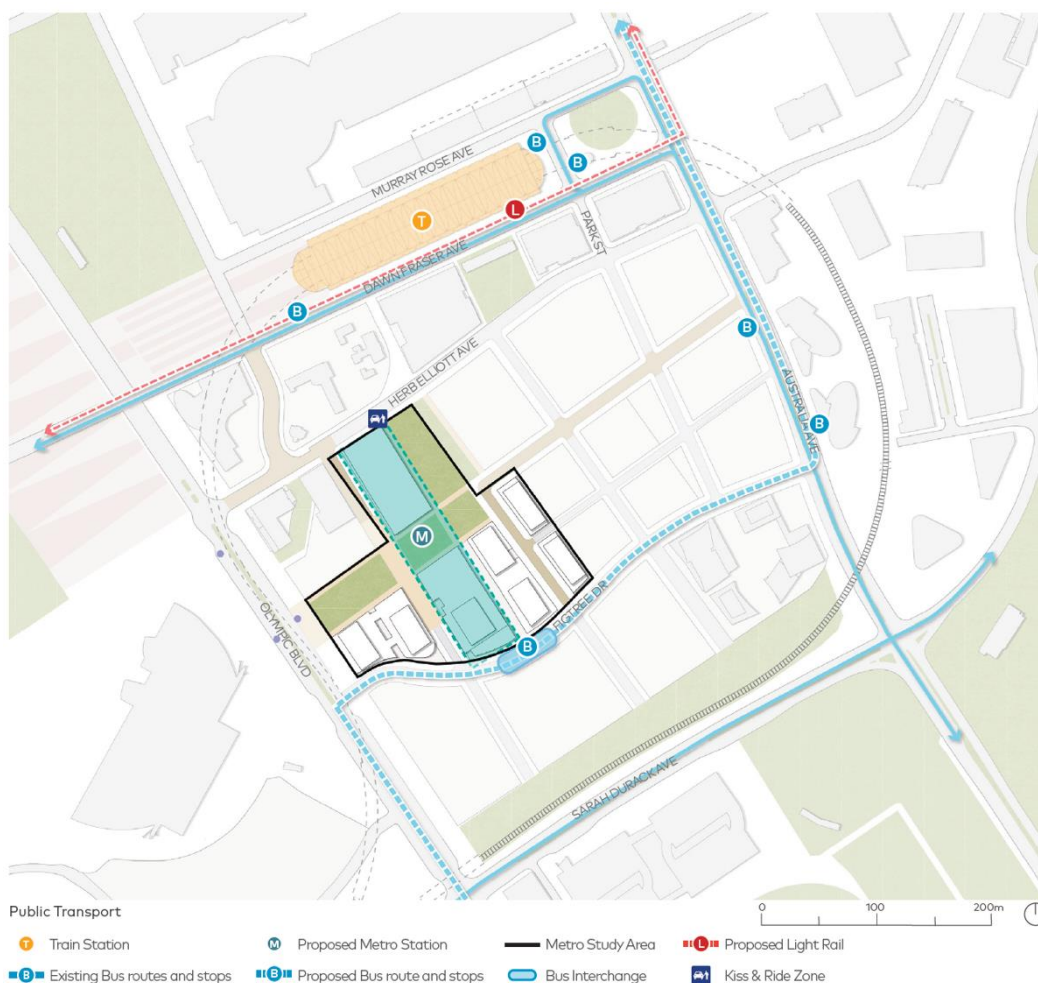 MURRAY ROSE AVE
B
B
T
L
PARK ST
DAWN FRASER AVE
B
B
HERB ELLIOTT AVE
AUSTRALIA AVE
B
M
FIGTREE DR
OLYMPIC BLVD
B
SARAH DURACK AVE
Public Transport
0 100 200m
T Train Station
M Proposed Metro Station
Metro Study Area
L Proposed Light Rail
B Existing Bus routes and stops
B Proposed Bus route and stops
Bus Interchange
Kiss & Ride Zone